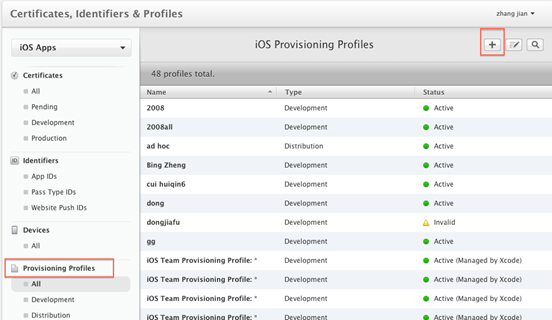 Certificates, Identifiers & Profiles
zhang jian
iOS Apps
iOS Provisioning Profiles
48 profiles total.
Certificates
All
Pending
Development
Production
Identifiers
App IDs
Pass Type IDs
Website Push IDs
Devices
All
Provisioning Profiles
All
Development
Distribution
Name Type Status
2008 Development Active
2008all Development Active
ad hoc Distribution Active
Bing Zheng Development Active
cui huiqin6 Development Active
dong Development Active
dongjiafu Development Invalid
gg Development Active
iOS Team Provisioning Profile: * Development Active (Managed by Xcode)
iOS Team Provisioning Profile: * Development Active (Managed by Xcode)
iOS Team Provisioning Profile: * Development Active (Managed by Xcode)
iOS Team Provisioning Profile: * Development Active (Managed by Xcode)